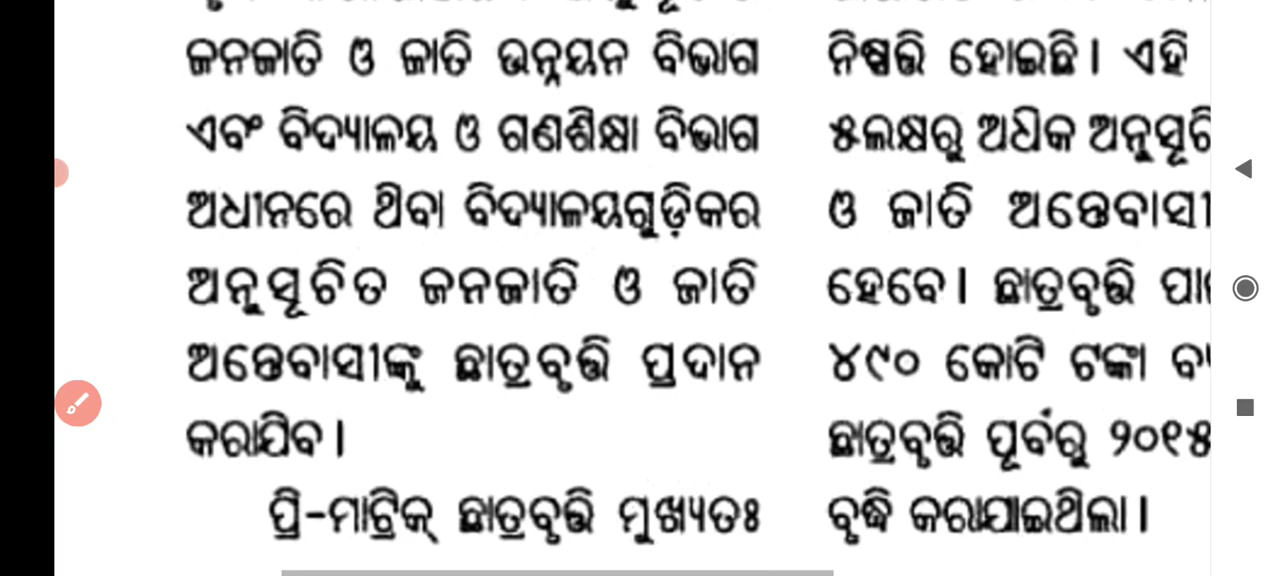 ଜନଜାତି ଓ ଜାତି ଉନ୍ନୟନ ବିଭାଗ
ଏବଂ ବିଦ୍ୟାଳୟ ଓ ଗଣଶିକ୍ଷା ବିଭାଗ
ଅଧୀନରେ ଥିବା ବିଦ୍ୟାଳୟଗୁଡ଼ିକର
ଅନୁସୂଚିତ ଜନଜାତି ଓ ଜାତି
ଅନ୍ତେବାସୀଙ୍କୁ ଛାତ୍ରବୃତ୍ତି ପ୍ରଦାନ
କରାଯିବ ।
ପ୍ରି-ମାଟ୍ରିକ୍ ଛାତ୍ରବୃତ୍ତି ମୁଖ୍ୟତଃ
ନିଷ୍ପତ୍ତି ହୋଇଛି । ଏହି
୫ଲକ୍ଷରୁ ଅଧିକ
ଓ ଜାତି ଅନ୍ତେବାସୀ
ହେବେ । ଛାତ୍ରବୃତ୍ତି
୪୯୦ କୋଟି ଟଙ୍କା
ଛାତ୍ରବୃତ୍ତି ପୂର୍ବରୁ ୨୦୧୫
ବୃଦ୍ଧି କରାଯାଇଥିଲା ।